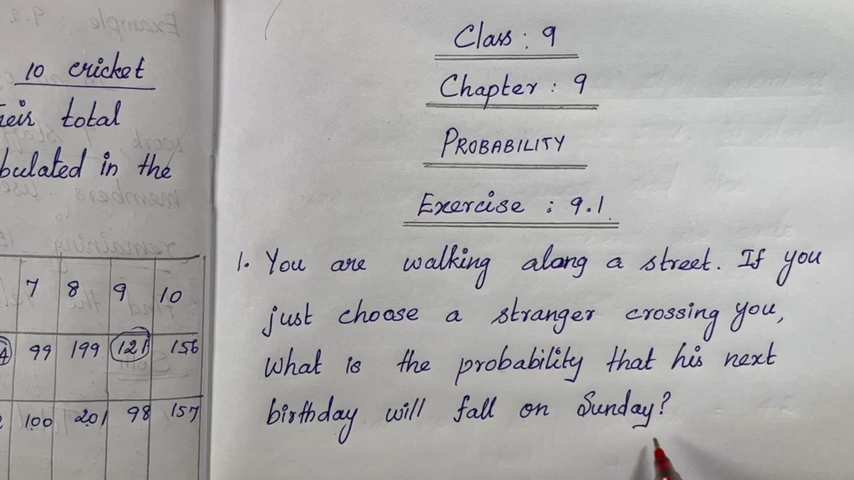 10 cricket
total
in the
7 8 9 10
99 199 121 156
100 201 98 157
Class : 9
Chapter : 9
PROBABILITY
Exercise : 9.1
1. You are walking along a street. If you
just choose a stranger crossing you,
What is the probability that his next
birthday will fall on Sunday?